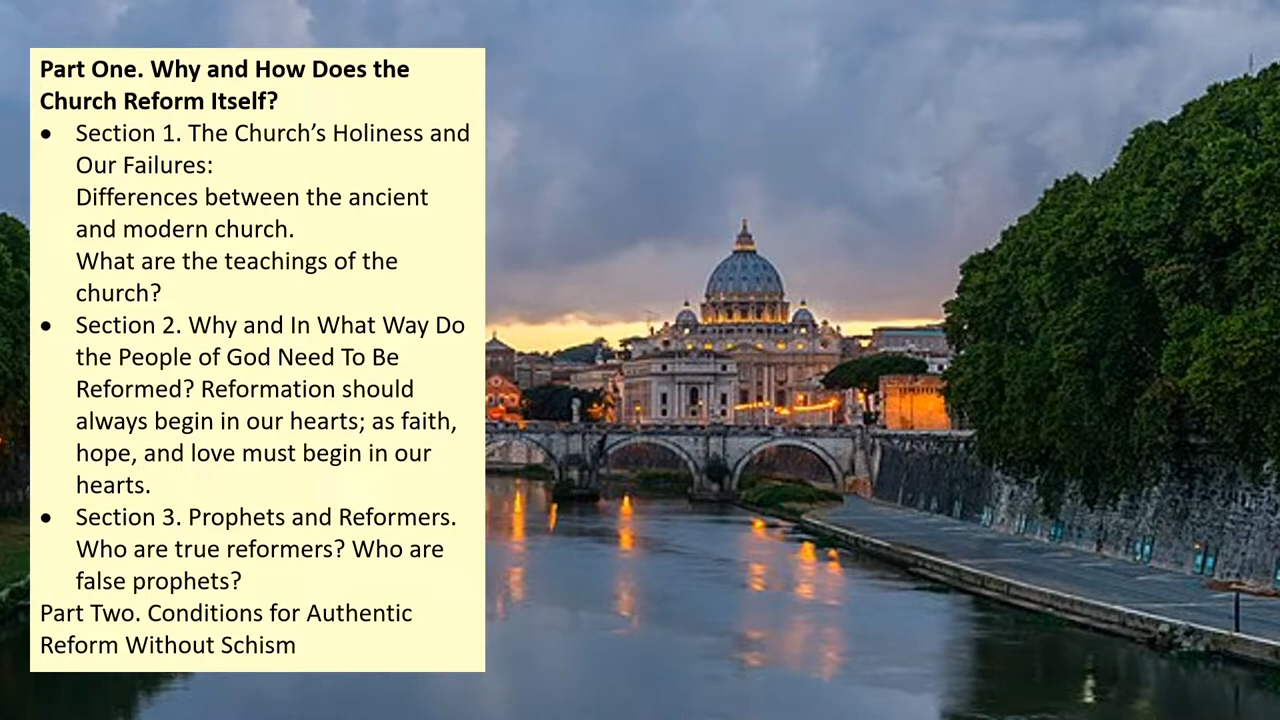 Part One. Why and How Does the
Church Reform Itself?
• Section 1. The Church’s Holiness and
Our Failures:
Differences between the ancient
and modern church.
What are the teachings of the
church?
• Section 2. Why and In What Way Do
the People of God Need To Be
Reformed? Reformation should
always begin in our hearts; as faith,
hope, and love must begin in our
hearts.
• Section 3. Prophets and Reformers.
Who are true reformers? Who are
false prophets?
Part Two. Conditions for Authentic
Reform Without Schism